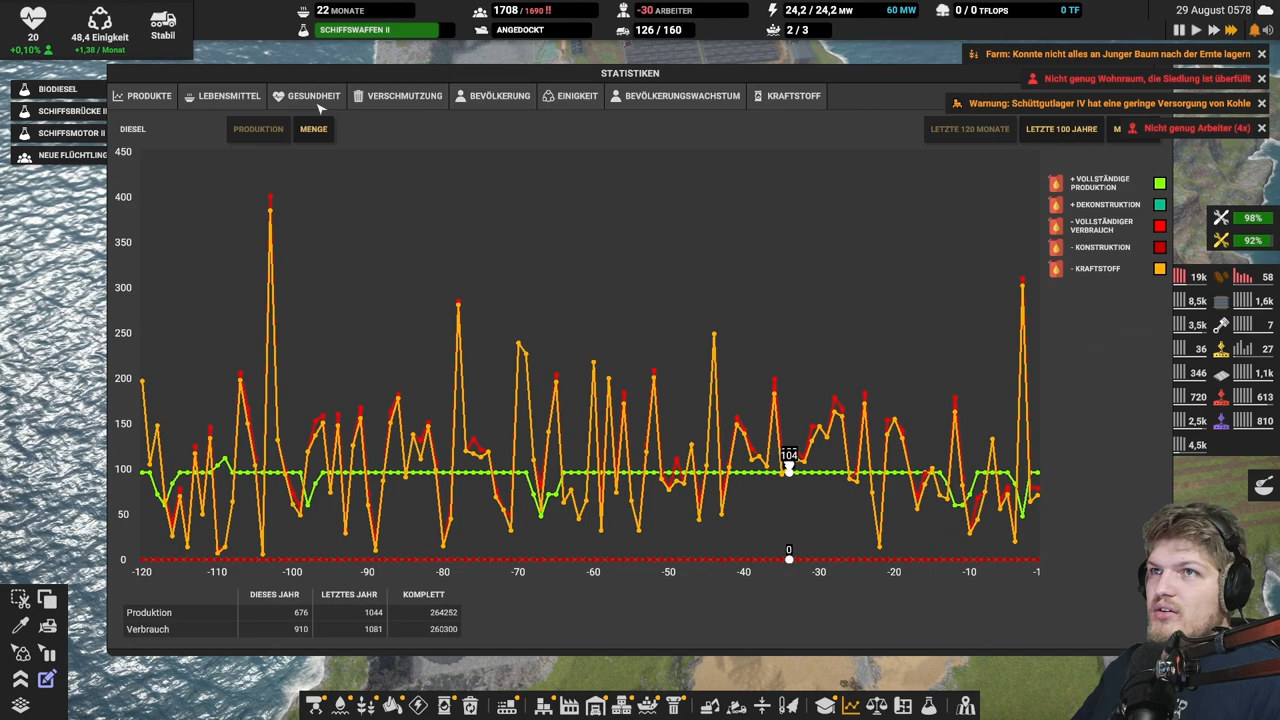 20
+0,10%
48,4 Einigkeit
+1,38 / Monat
Stabil
22 MONATE
SCHIFFSWAFFEN II
1708 / 1690 !!
ANGEDOCKT
-30 ARBEITER
126 / 160
24,2 / 24,2 MW 60 MW
2 / 3
0 / 0 TFLOPS 0 TF
29 August 0578
BIODIESEL
SCHIFFSBRÜCKE II
SCHIFFSMOTOR II
NEUE FLÜCHTLING
Farm: Konnte nicht alles an Junger Baum nach der Ernte lagern
Nicht genug Wohnraum, die Siedlung ist überfüllt
Warnung: Schüttgutlager IV hat eine geringe Versorgung von Kohle
Nicht genug Arbeiter (4x)
STATISTIKEN
PRODUKTE LEBENSMITTEL GESUNDHEIT VERSCHMUTZUNG BEVÖLKERUNG EINIGKEIT BEVÖLKERUNGSWACHSTUM KRAFTSTOFF
DIESEL PRODUKTION MENGE LETZTE 120 MONATE LETZTE 100 JAHRE M
450
400
350
300
250
200
150
100
50
0
104
0
-120 -110 -100 -90 -80 -70 -60 -50 -40 -30 -20 -10 -1
+ VOLLSTÄNDIGE
PRODUKTION
+ DEKONSTRUKTION
- VOLLSTÄNDIGER
VERBRAUCH
- KONSTRUKTION
- KRAFTSTOFF
DIESES JAHR LETZTES JAHR KOMPLETT
Produktion 676 1044 264252
Verbrauch 910 1081 260300
98%
92%
19k 58
8,5k 1,6k
3,5k 7
36 27
346 1,1k
720 613
2,5k 810
4,5k